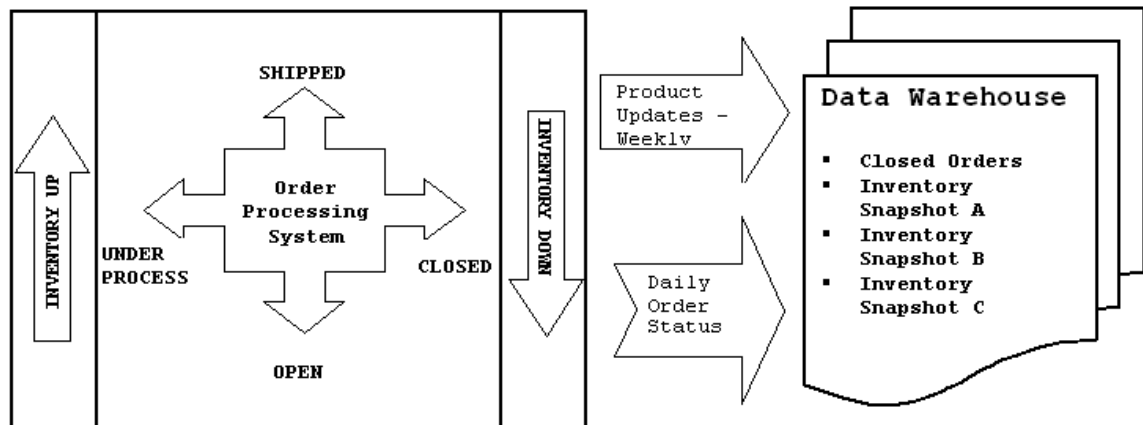 INVENTORY UP
SHIPPED
Order
Processing
System
UNDER
PROCESS
CLOSED
OPEN
INVENTORY DOWN
Product
Updates –
Weekly
Daily
Order
Status
Data Warehouse
▪ Closed Orders
▪ Inventory
Snapshot A
▪ Inventory
Snapshot B
▪ Inventory
Snapshot C